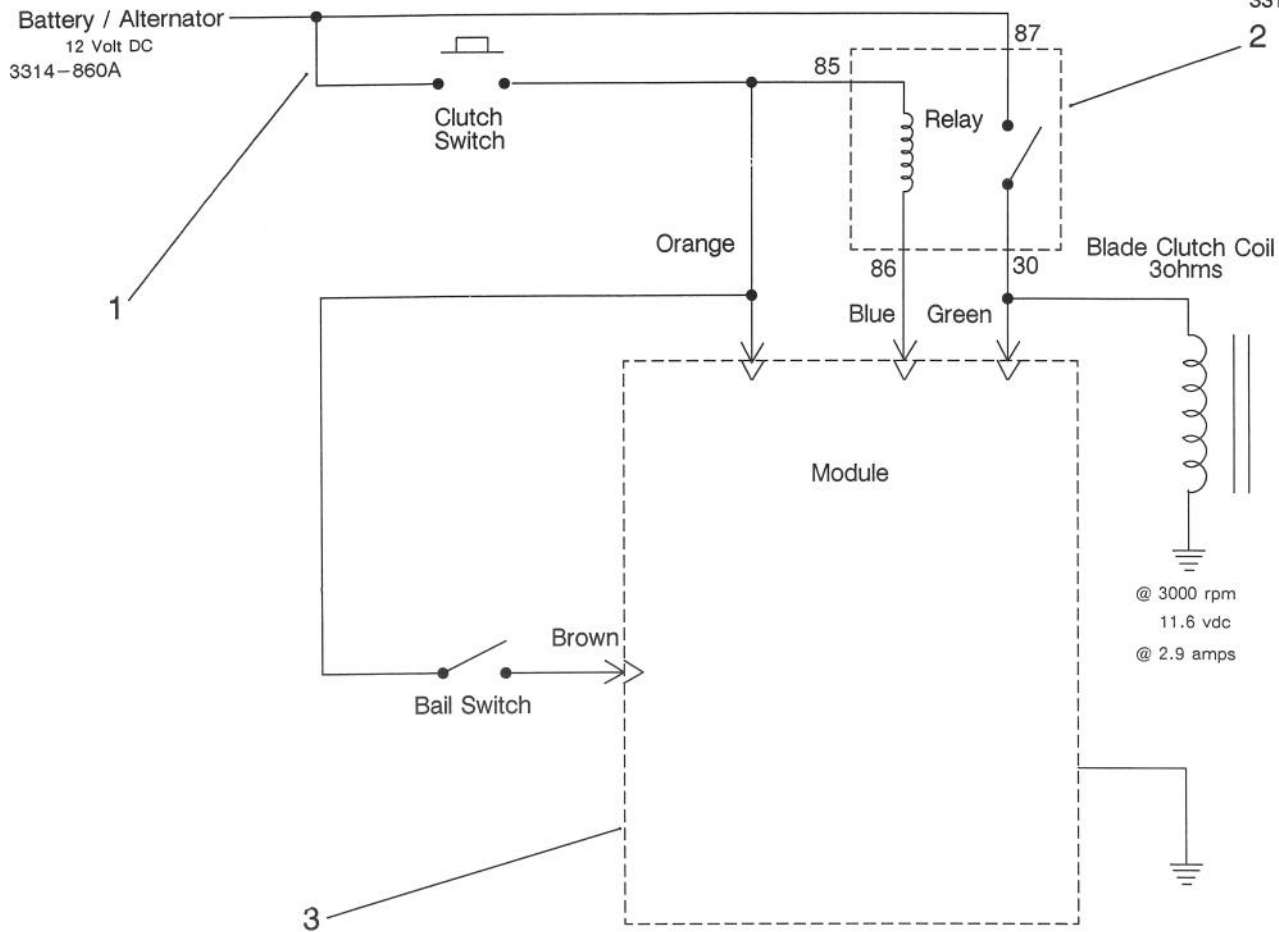 Battery / Alternator
12 Volt DC
3314-860A
331
87
2
85
Clutch
Switch
Relay
Orange
86
30
Blade Clutch Coil
3ohms
1
Blue
Green
Module
@ 3000 rpm
11.6 vdc
@ 2.9 amps
Brown
Bail Switch
3